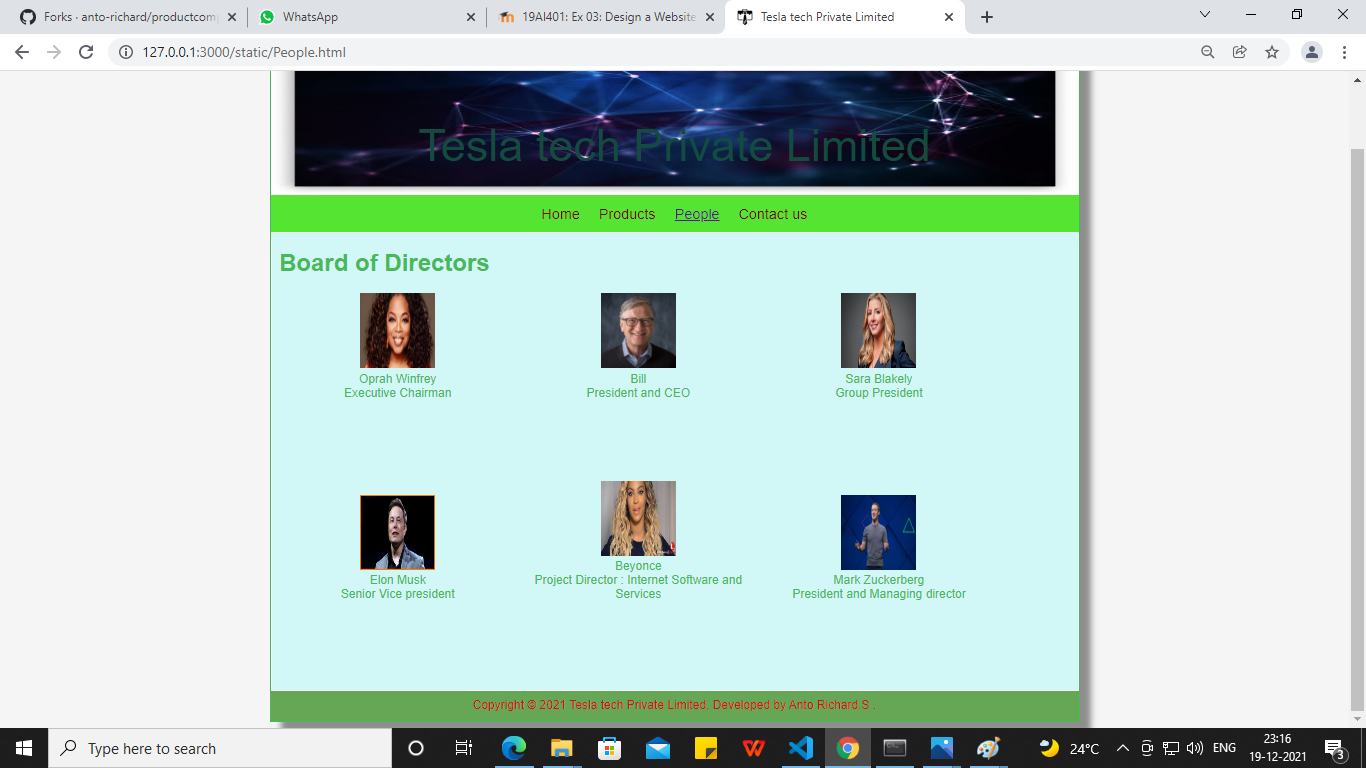 Forks · anto-richard/productcom
WhatsApp
19AI401: Ex 03: Design a Website
Tesla tech Private Limited
127.0.0.1:3000/static/People.html
Tesla tech Private Limited
Home Products People Contact us
Board of Directors
Oprah Winfrey
Executive Chairman
Bill
President and CEO
Sara Blakely
Group President
Elon Musk
Senior Vice president
Beyonce
Project Director : Internet Software and
Services
Mark Zuckerberg
President and Managing director
Copyright © 2021 Tesla tech Private Limited, Developed by Anto Richard S .
Type here to search
24°C
ENG
23:16
19-12-2021
3